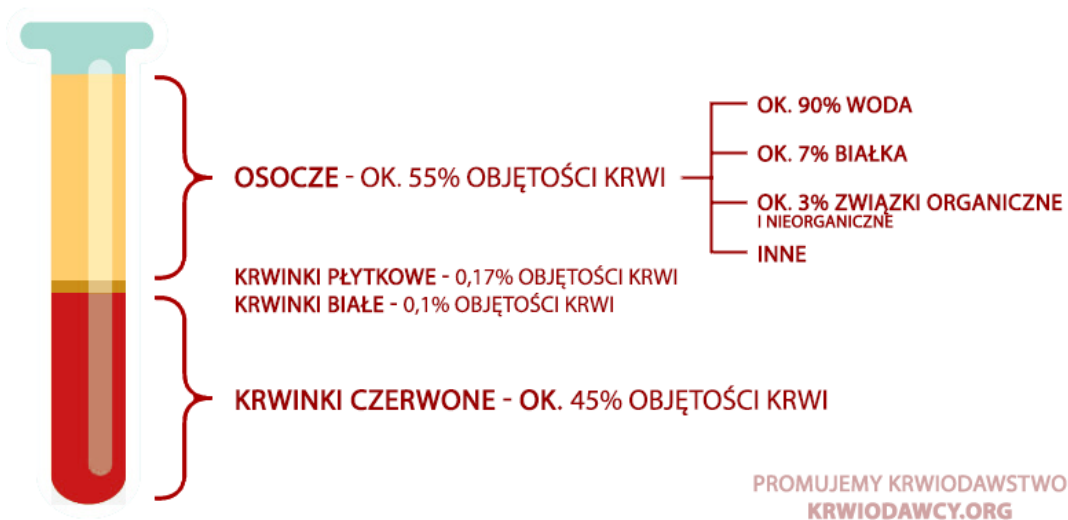 OSOCZE - OK. 55% OBJĘTOŚCI KRWI
OK. 90% WODA
OK. 7% BIAŁKA
OK. 3% ZWIĄZKI ORGANICZNE
I NIEORGANICZNE
INNE
KRWINKI PŁYTKOWE - 0,17% OBJĘTOŚCI KRWI
KRWINKI BIAŁE - 0,1% OBJĘTOŚCI KRWI
KRWINKI CZERWONE - OK. 45% OBJĘTOŚCI KRWI
PROMUJEMY KRWIODAWSTWO
KRWIODAWCY.ORG